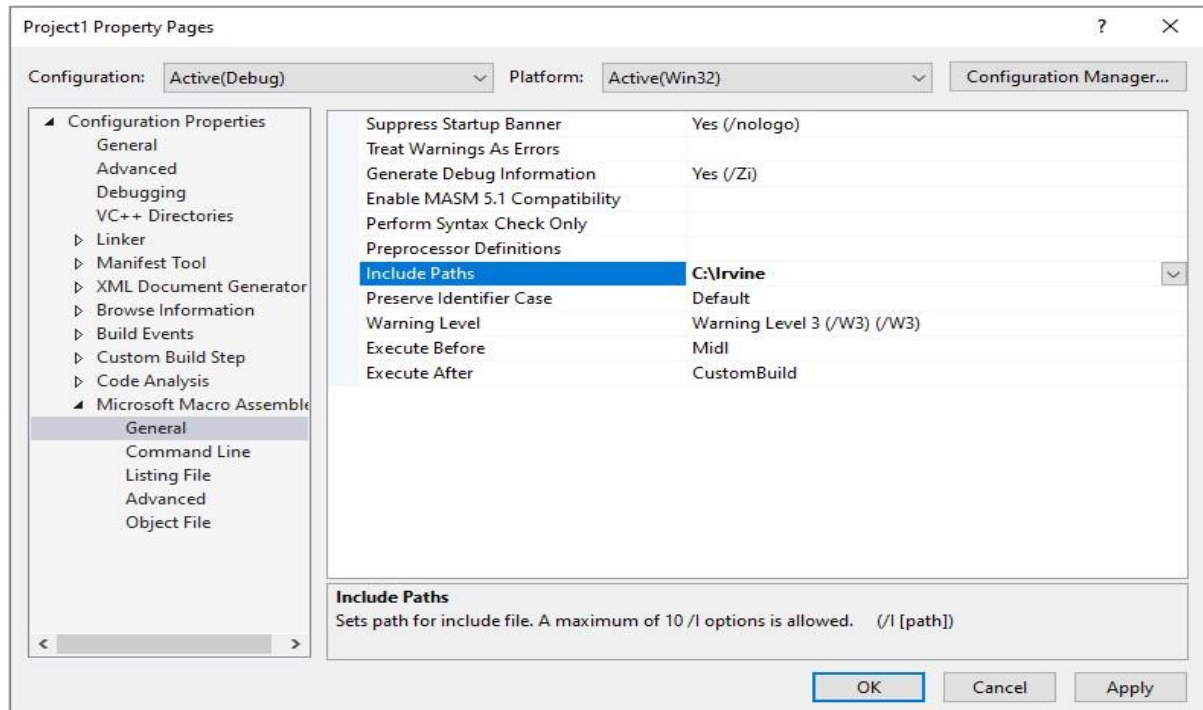 Project1 Property Pages
? ×
Configuration: Active(Debug) Platform: Active(Win32) Configuration Manager...
Configuration Properties
General
Advanced
Debugging
VC++ Directories
Linker
Manifest Tool
XML Document Generator
Browse Information
Build Events
Custom Build Step
Code Analysis
Microsoft Macro Assemble
General
Command Line
Listing File
Advanced
Object File
Suppress Startup Banner Yes (/nologo)
Treat Warnings As Errors
Generate Debug Information Yes (/Zi)
Enable MASM 5.1 Compatibility
Perform Syntax Check Only
Preprocessor Definitions
Include Paths C:\Irvine
Preserve Identifier Case Default
Warning Level Warning Level 3 (/W3) (/W3)
Execute Before Midl
Execute After CustomBuild
Include Paths
Sets path for include file. A maximum of 10 /I options is allowed. (/I [path])
OK Cancel Apply